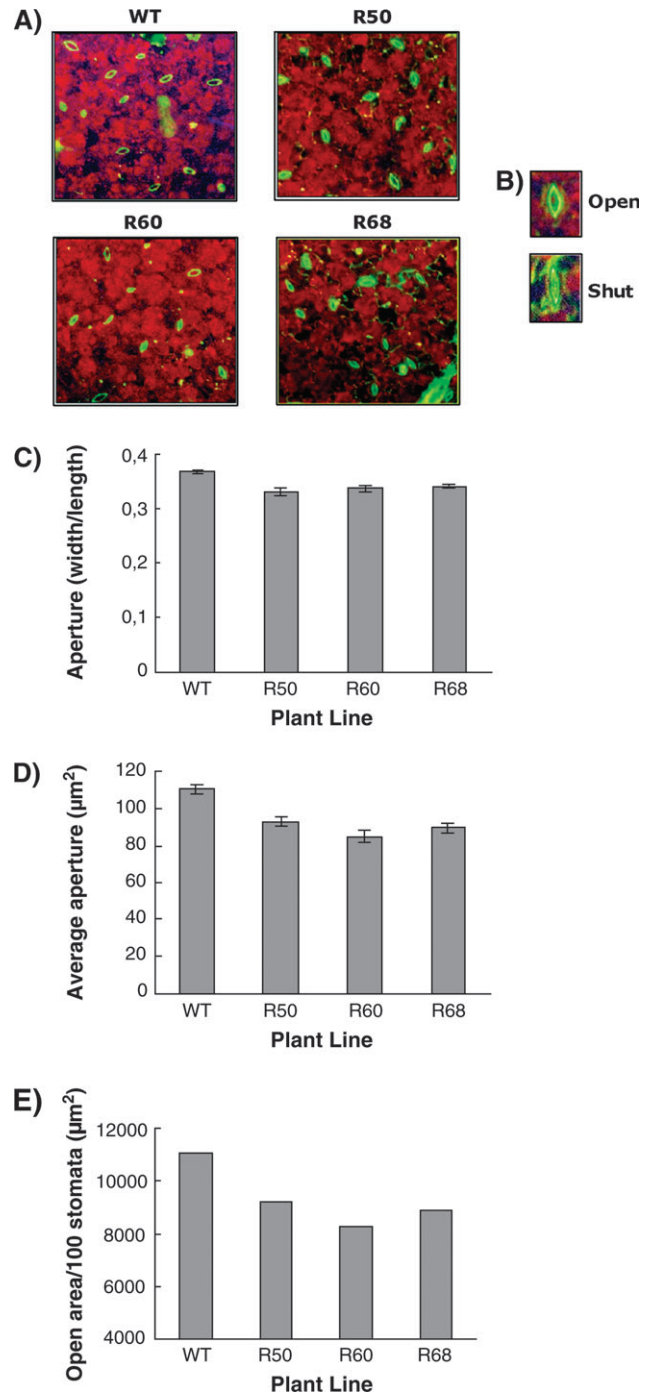 A)
WT
R50
R60
R68
B)
Open
Shut
C)
Aperture (width/length)
0,4
0,3
0,2
0,1
0
WT R50 R60 R68
Plant Line
D)
Average aperture (µm²)
120
100
80
60
40
20
0
WT R50 R60 R68
Plant Line
E)
Open area/100 stomata (µm²)
12000
10000
8000
6000
4000
WT R50 R60 R68
Plant Line